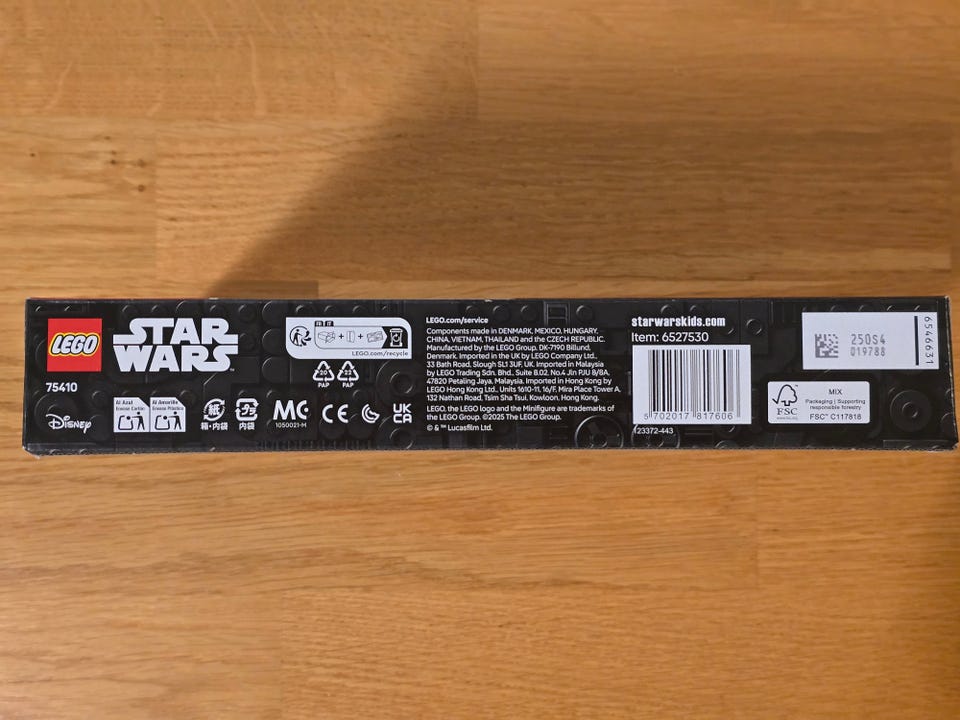 LEGO
STAR
WARS™
75410
Disney
Al Azul
Envase Cartón
Al Amarillo
Envase Plástico
紙
箱・内袋
プラ
内袋
1050021-M
CE
UK
CA
FR IT
LEGO.com/recycle
20
PAP
22
PAP
LEGO.com/service
Components made in DENMARK, MEXICO, HUNGARY,
CHINA, VIETNAM, THAILAND and the CZECH REPUBLIC.
Manufactured by the LEGO Group. DK-7190 Billund,
Denmark. Imported in the UK by LEGO Company Ltd.,
33 Bath Road, Slough SL1 3UF, UK. Imported in Malaysia
by LEGO Trading Sdn. Bhd., Suite B.02, No.4 Jln PJU 8/8A,
47820 Petaling Jaya, Malaysia. Imported in Hong Kong by
LEGO Hong Kong Ltd., Units 1610-11, 16/F, Mira Place Tower A,
132 Nathan Road, Tsim Sha Tsui, Kowloon, Hong Kong.
LEGO, the LEGO logo and the Minifigure are trademarks of
the LEGO Group. ©2025 The LEGO Group.
© & ™ Lucasfilm Ltd.
starwarskids.com
Item: 6527530
5 702017 817606
123372-443
250S4
019788
6546631
FSC
www.fsc.org
MIX
Packaging | Supporting
responsible forestry
FSC® C117818